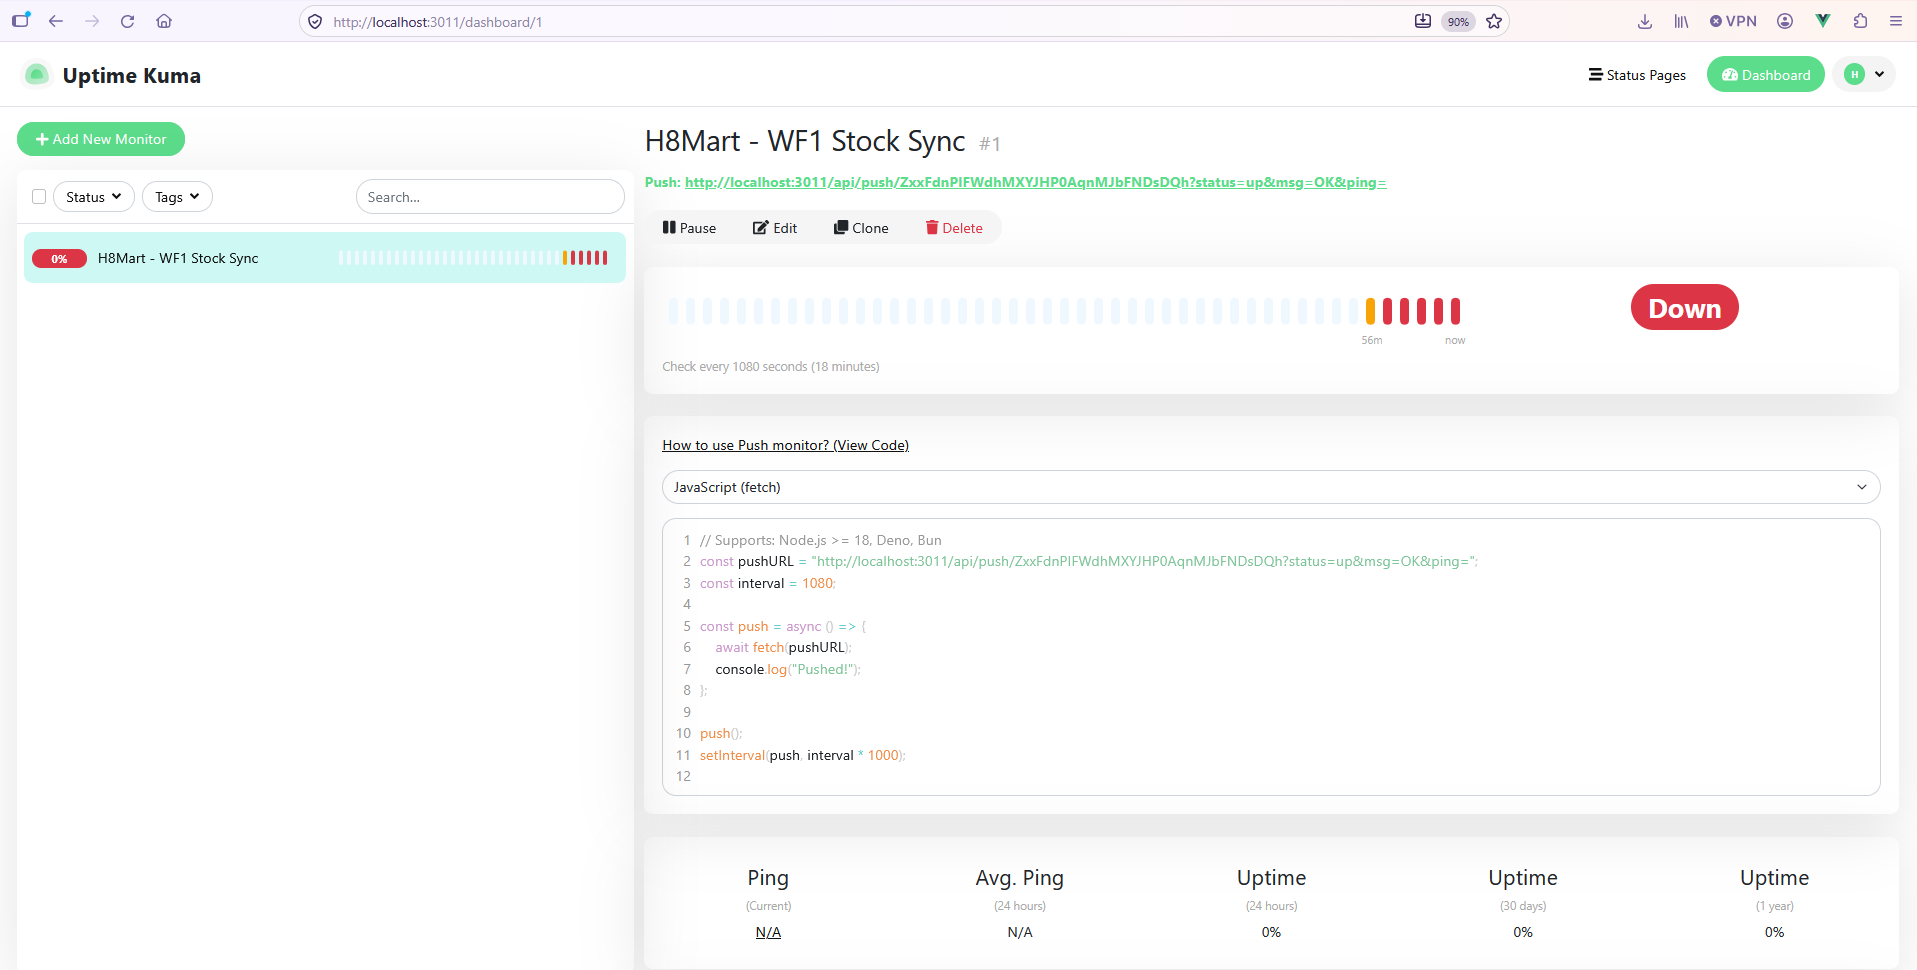 http://localhost:3011/dashboard/1
90%
VPN
Uptime Kuma
Status Pages
Dashboard
H
Add New Monitor
Status
Tags
Search...
0%
H8Mart - WF1 Stock Sync
H8Mart - WF1 Stock Sync #1
Push: http://localhost:3011/api/push/ZxxFdnPIFWdhMXYJHP0AqnMJbFNDsDQh?status=up&msg=OK&ping=
Pause
Edit
Clone
Delete
56m
now
Down
Check every 1080 seconds (18 minutes)
How to use Push monitor? (View Code)
JavaScript (fetch)
1 // Supports: Node.js >= 18, Deno, Bun
2 const pushURL = "http://localhost:3011/api/push/ZxxFdnPIFWdhMXYJHP0AqnMJbFNDsDQh?status=up&msg=OK&ping=";
3 const interval = 1080;
4
5 const push = async () => {
6 await fetch(pushURL);
7 console.log("Pushed!");
8 };
9
10 push();
11 setInterval(push, interval * 1000);
12
Ping
(Current)
N/A
Avg. Ping
(24 hours)
N/A
Uptime
(24 hours)
0%
Uptime
(30 days)
0%
Uptime
(1 year)
0%